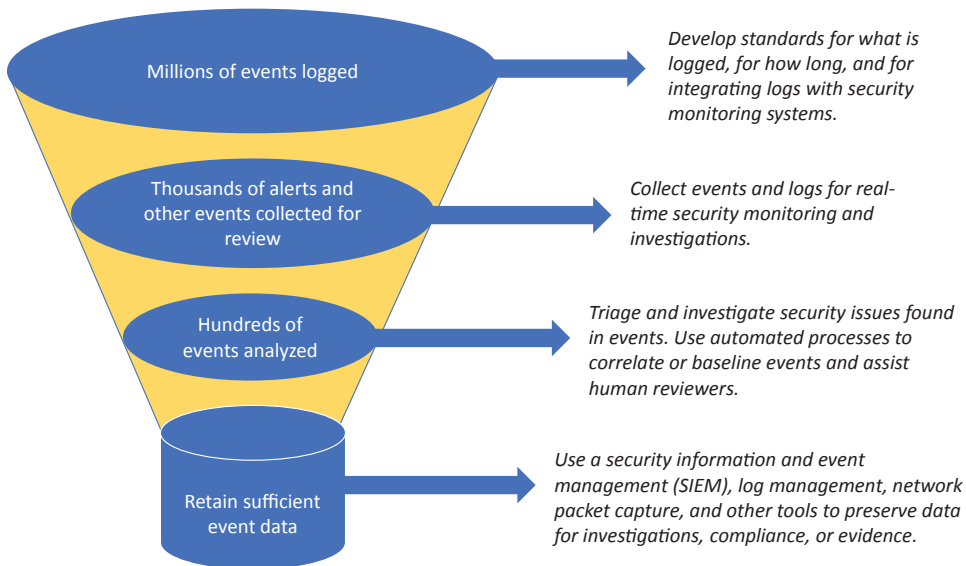 Millions of events logged
Develop standards for what is
logged, for how long, and for
integrating logs with security
monitoring systems.
Thousands of alerts and
other events collected for
review
Collect events and logs for real-
time security monitoring and
investigations.
Hundreds of
events analyzed
Triage and investigate security issues found
in events. Use automated processes to
correlate or baseline events and assist
human reviewers.
Retain sufficient
event data
Use a security information and event
management (SIEM), log management, network
packet capture, and other tools to preserve data
for investigations, compliance, or evidence.